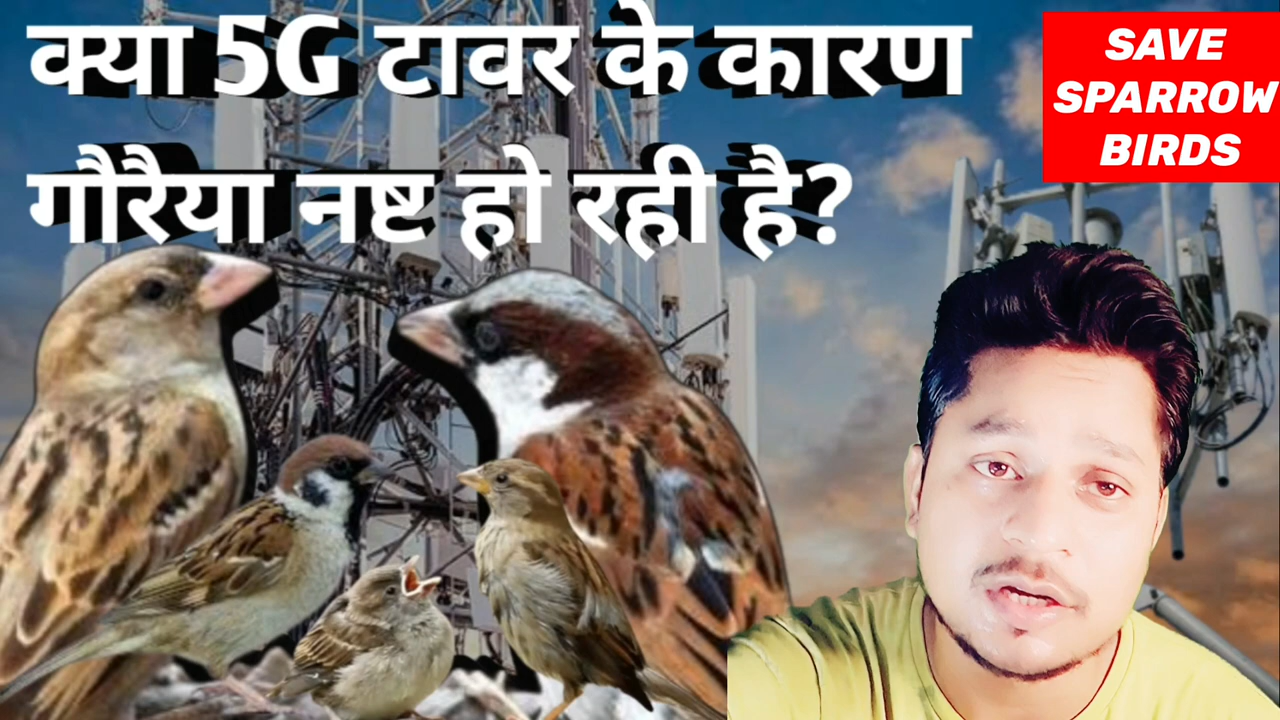 क्या 5G टावर के कारण
गौरैया नष्ट हो रही है?
SAVE
SPARROW
BIRDS